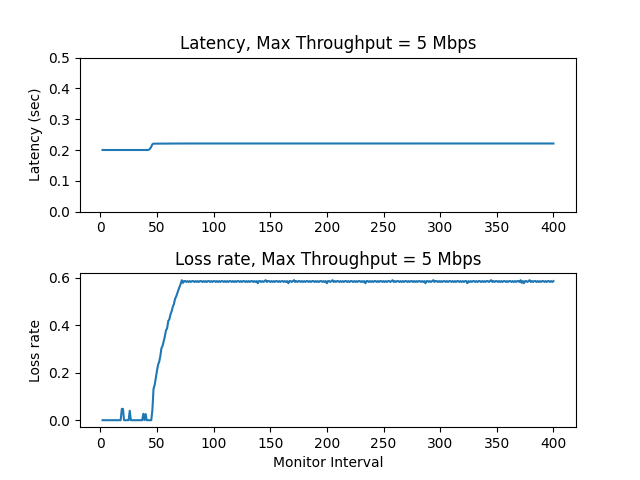 Latency, Max Throughput = 5 Mbps
0.5
0.4
0.3
0.2
0.1
0.0
Latency (sec)
0 50 100 150 200 250 300 350 400
Loss rate, Max Throughput = 5 Mbps
0.6
0.4
0.2
0.0
Loss rate
0 50 100 150 200 250 300 350 400
Monitor Interval